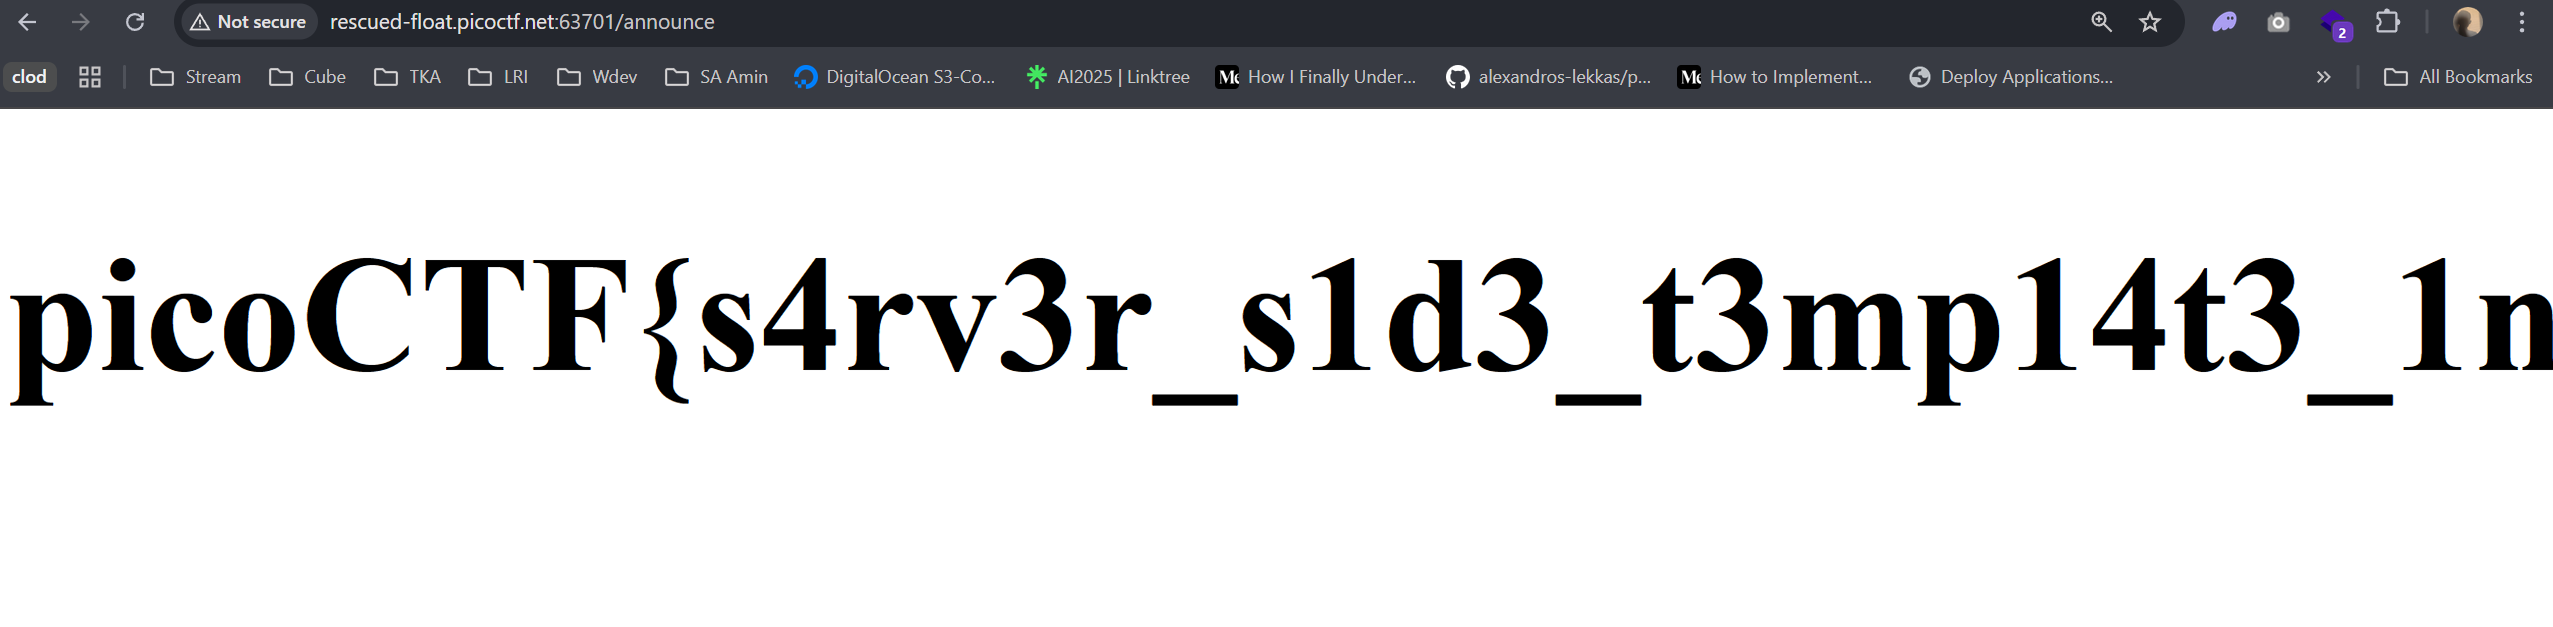 Not secure rescued-float.picoctf.net:63701/announce
2
clod Stream Cube TKA LRI Wdev SA Amin DigitalOcean S3-Co... AI2025 | Linktree How I Finally Under... alexandros-lekkas/p... How to Implement... Deploy Applications... » All Bookmarks
picoCTF{s4rv3r_s1d3_t3mp14t3_1n